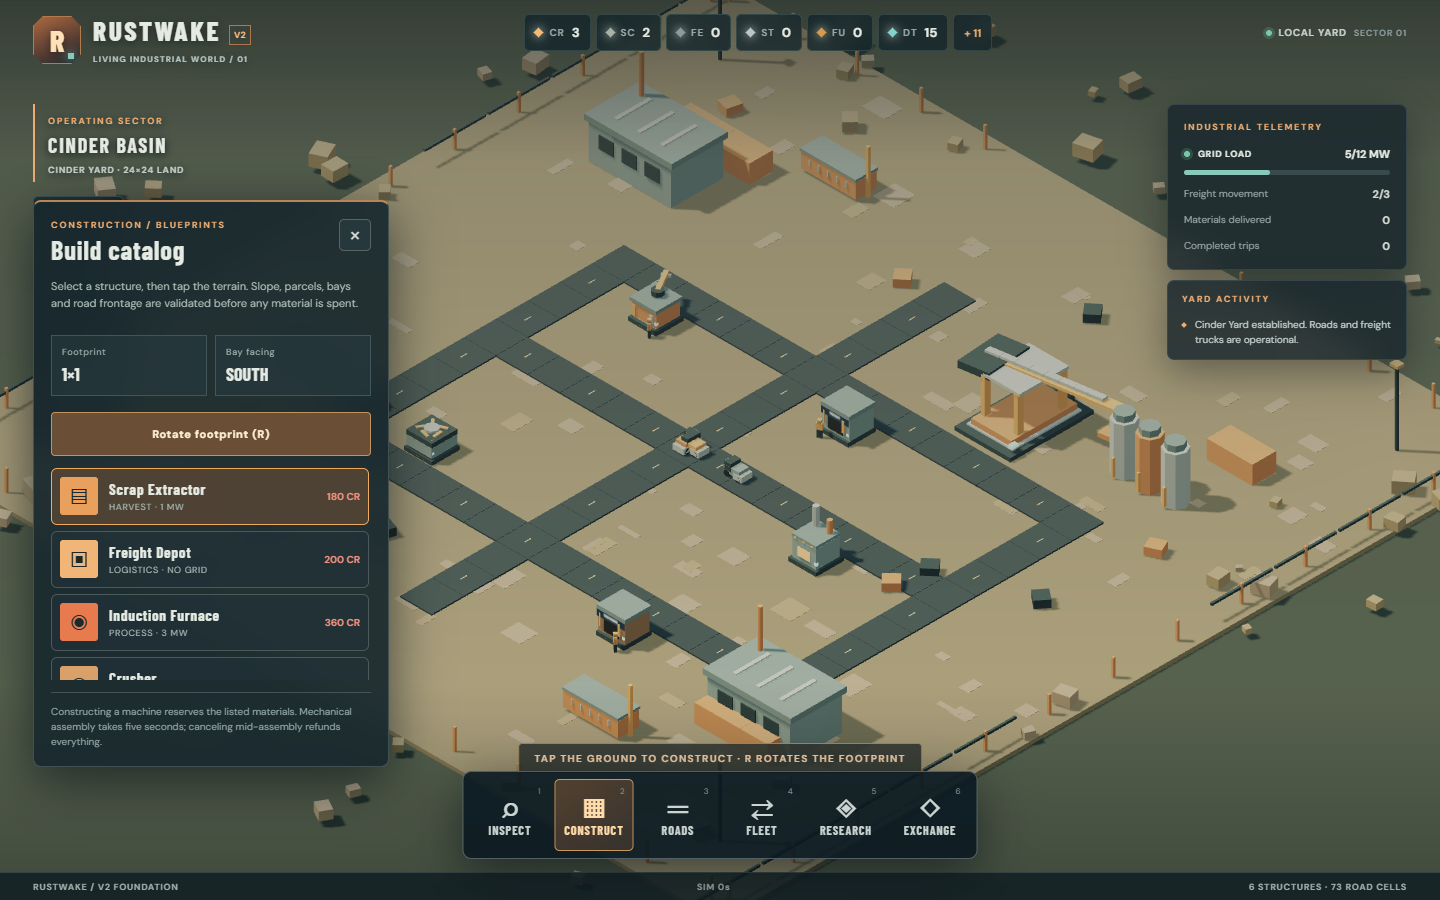 R
RUSTWAKE V2
LIVING INDUSTRIAL WORLD / 01
CR 3 SC 2 FE 0 ST 0 FU 0 DT 15 +11
LOCAL YARD SECTOR 01
OPERATING SECTOR
CINDER BASIN
CINDER YARD · 24×24 LAND
INDUSTRIAL TELEMETRY
GRID LOAD 5/12 MW
Freight movement 2/3
Materials delivered 0
Completed trips 0
YARD ACTIVITY
Cinder Yard established. Roads and freight
trucks are operational.
CONSTRUCTION / BLUEPRINTS
Build catalog
×
Select a structure, then tap the terrain. Slope, parcels, bays
and road frontage are validated before any material is spent.
Footprint
1×1
Bay facing
SOUTH
Rotate footprint (R)
Scrap Extractor
HARVEST · 1 MW
180 CR
Freight Depot
LOGISTICS · NO GRID
200 CR
Induction Furnace
PROCESS · 3 MW
360 CR
Crusher
Constructing a machine reserves the listed materials. Mechanical
assembly takes five seconds; canceling mid-assembly refunds
everything.
TAP THE GROUND TO CONSTRUCT · R ROTATES THE FOOTPRINT
1 2 3 4 5 6
INSPECT CONSTRUCT ROADS FLEET RESEARCH EXCHANGE
RUSTWAKE / V2 FOUNDATION
SIM 0s
6 STRUCTURES · 73 ROAD CELLS